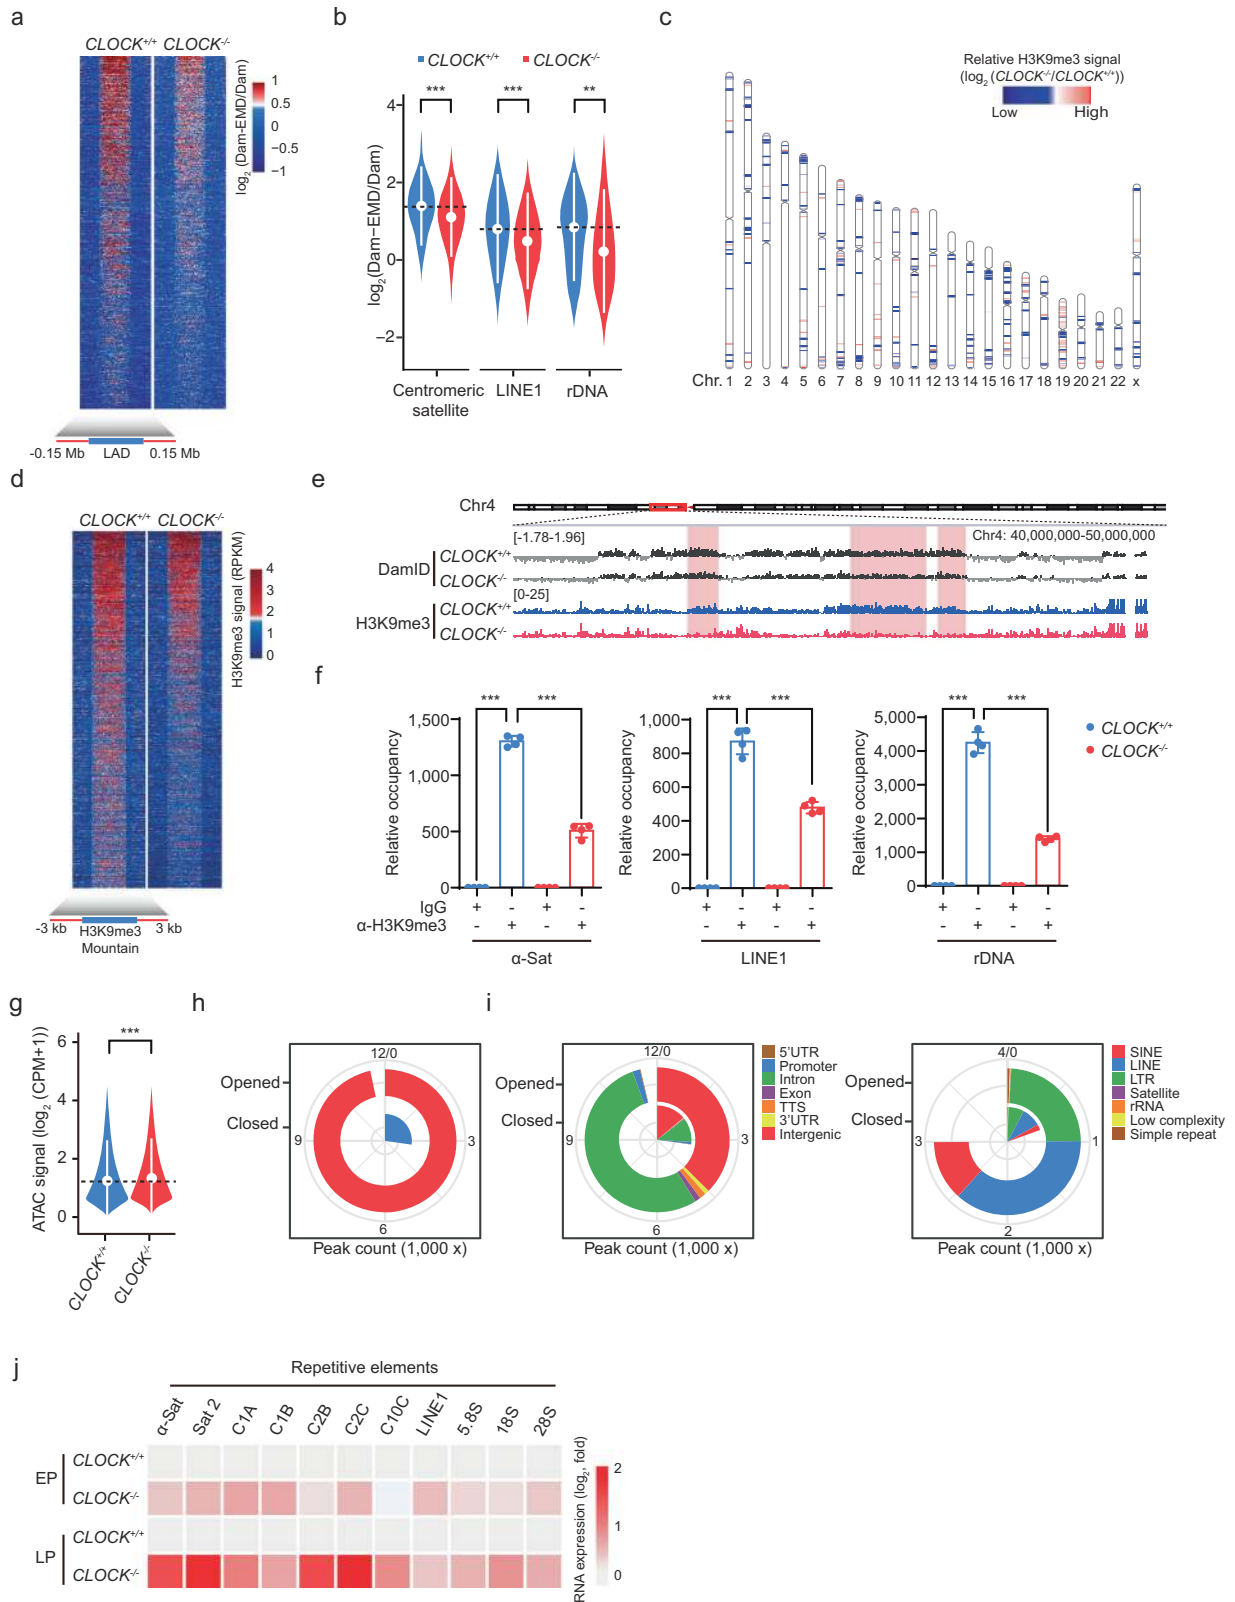 a
CLOCK+/+ CLOCK-/-
log2 (Dam-EMD/Dam)
1
0.5
0
−0.5
−1
-0.15 Mb LAD 0.15 Mb
b
CLOCK+/+ CLOCK-/-
*** *** **
log2(Dam−EMD/Dam)
4
2
0
−2
Centromeric satellite LINE1 rDNA
c
Relative H3K9me3 signal
(log2 (CLOCK-/-/CLOCK+/+))
Low High
Chr. 1 2 3 4 5 6 7 8 9 10 11 12 13 14 15 16 17 18 19 20 21 22 x
d
CLOCK+/+ CLOCK-/-
H3K9me3 signal (RPKM)
4
3
2
1
0
-3 kb H3K9me3 3 kb
Mountain
e
Chr4
[-1.78-1.96] Chr4: 40,000,000-50,000,000
DamID
CLOCK+/+
CLOCK-/-
[0-25]
H3K9me3
CLOCK+/+
CLOCK-/-
f
*** ***
Relative occupancy
1,500
1,000
500
0
*** ***
Relative occupancy
1,000
800
600
400
200
0
*** ***
Relative occupancy
5,000
4,000
3,000
2,000
1,000
0
CLOCK+/+
CLOCK-/-
IgG + - + - + - + - + - + -
α-H3K9me3 - + - + - + - + - + - +
α-Sat LINE1 rDNA
g
ATAC signal (log2 (CPM+1))
***
6
4
2
0
CLOCK+/+ CLOCK-/-
h
12/0
Opened
Closed
9 3
6
Peak count (1,000 x)
i
12/0
Opened
Closed
9 3
6
Peak count (1,000 x)
5'UTR
Promoter
Intron
Exon
TTS
3'UTR
Intergenic
4/0
Opened
Closed
3 1
2
Peak count (1,000 x)
SINE
LINE
LTR
Satellite
rRNA
Low complexity
Simple repeat
j
Repetitive elements
α-Sat Sat 2 C1A C1B C2B C2C C10C LINE1 5.8S 18S 28S
EP
CLOCK+/+
CLOCK-/-
LP
CLOCK+/+
CLOCK-/-
RNA expression (log2, fold)
2
1
0